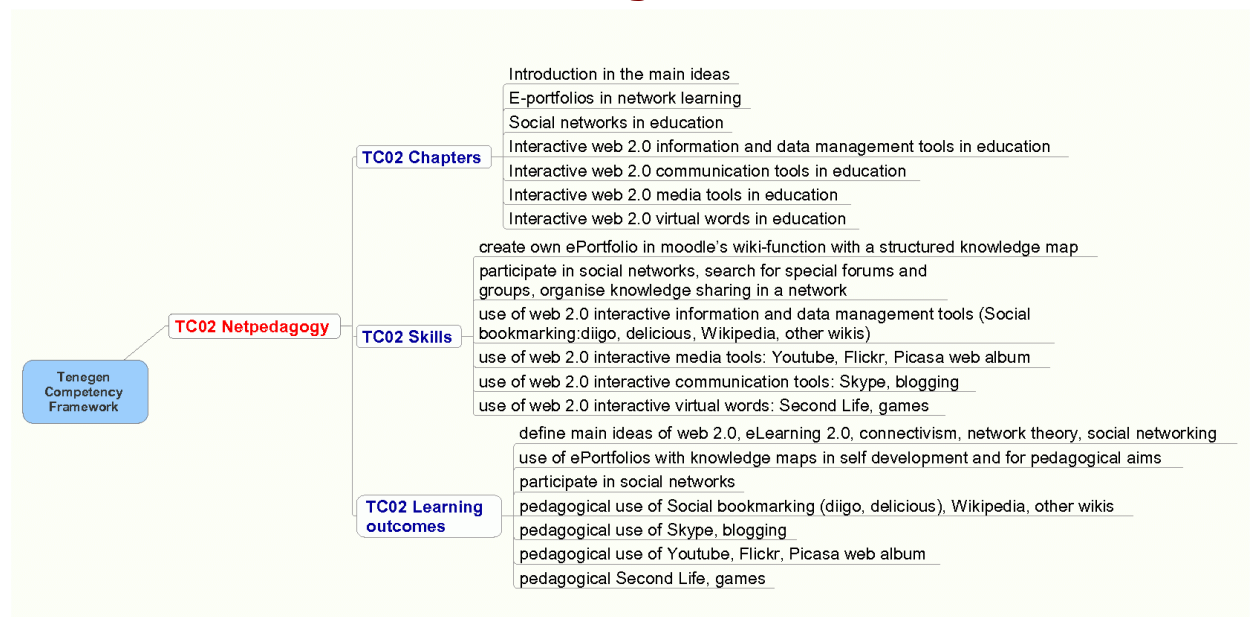 Introduction in the main ideas
E-portfolios in network learning
Social networks in education
Interactive web 2.0 information and data management tools in education
TC02 Chapters
Interactive web 2.0 communication tools in education
Interactive web 2.0 media tools in education
Interactive web 2.0 virtual words in education
create own ePortfolio in moodle's wiki-function with a structured knowledge map
participate in social networks, search for special forums and
groups, organise knowledge sharing in a network
use of web 2.0 interactive information and data management tools (Social
bookmarking:diigo, delicious, Wikipedia, other wikis)
TC02 Netpedagogy
TC02 Skills
use of web 2.0 interactive media tools: Youtube, Flickr, Picasa web album
use of web 2.0 interactive communication tools: Skype, blogging
use of web 2.0 interactive virtual words: Second Life, games
Tenegen
Competency
Framework
define main ideas of web 2.0, eLearning 2.0, connectivism, network theory, social networking
use of ePortfolios with knowledge maps in self development and for pedagogical aims
participate in social networks
TC02 Learning
outcomes
pedagogical use of Social bookmarking (diigo, delicious), Wikipedia, other wikis
pedagogical use of Skype, blogging
pedagogical use of Youtube, Flickr, Picasa web album
pedagogical Second Life, games